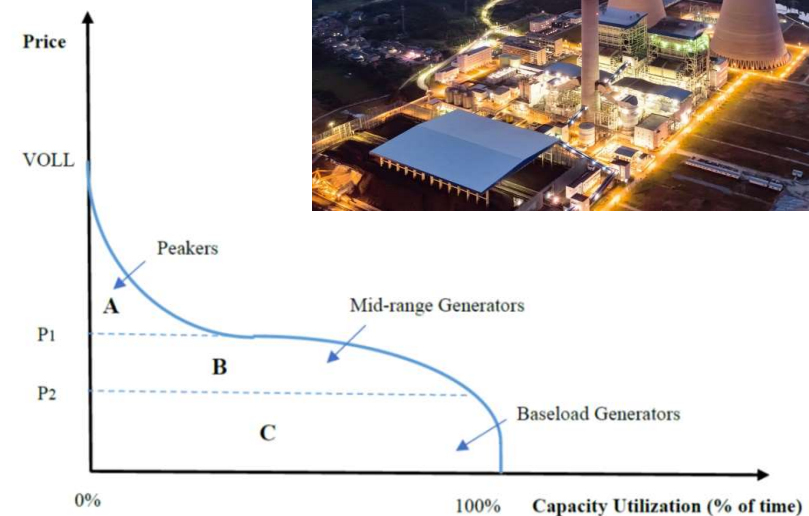 Price
VOLL
Peakers
A
Mid-range Generators
P1
B
P2
Baseload Generators
C
0%
100%
Capacity Utilization (% of time)